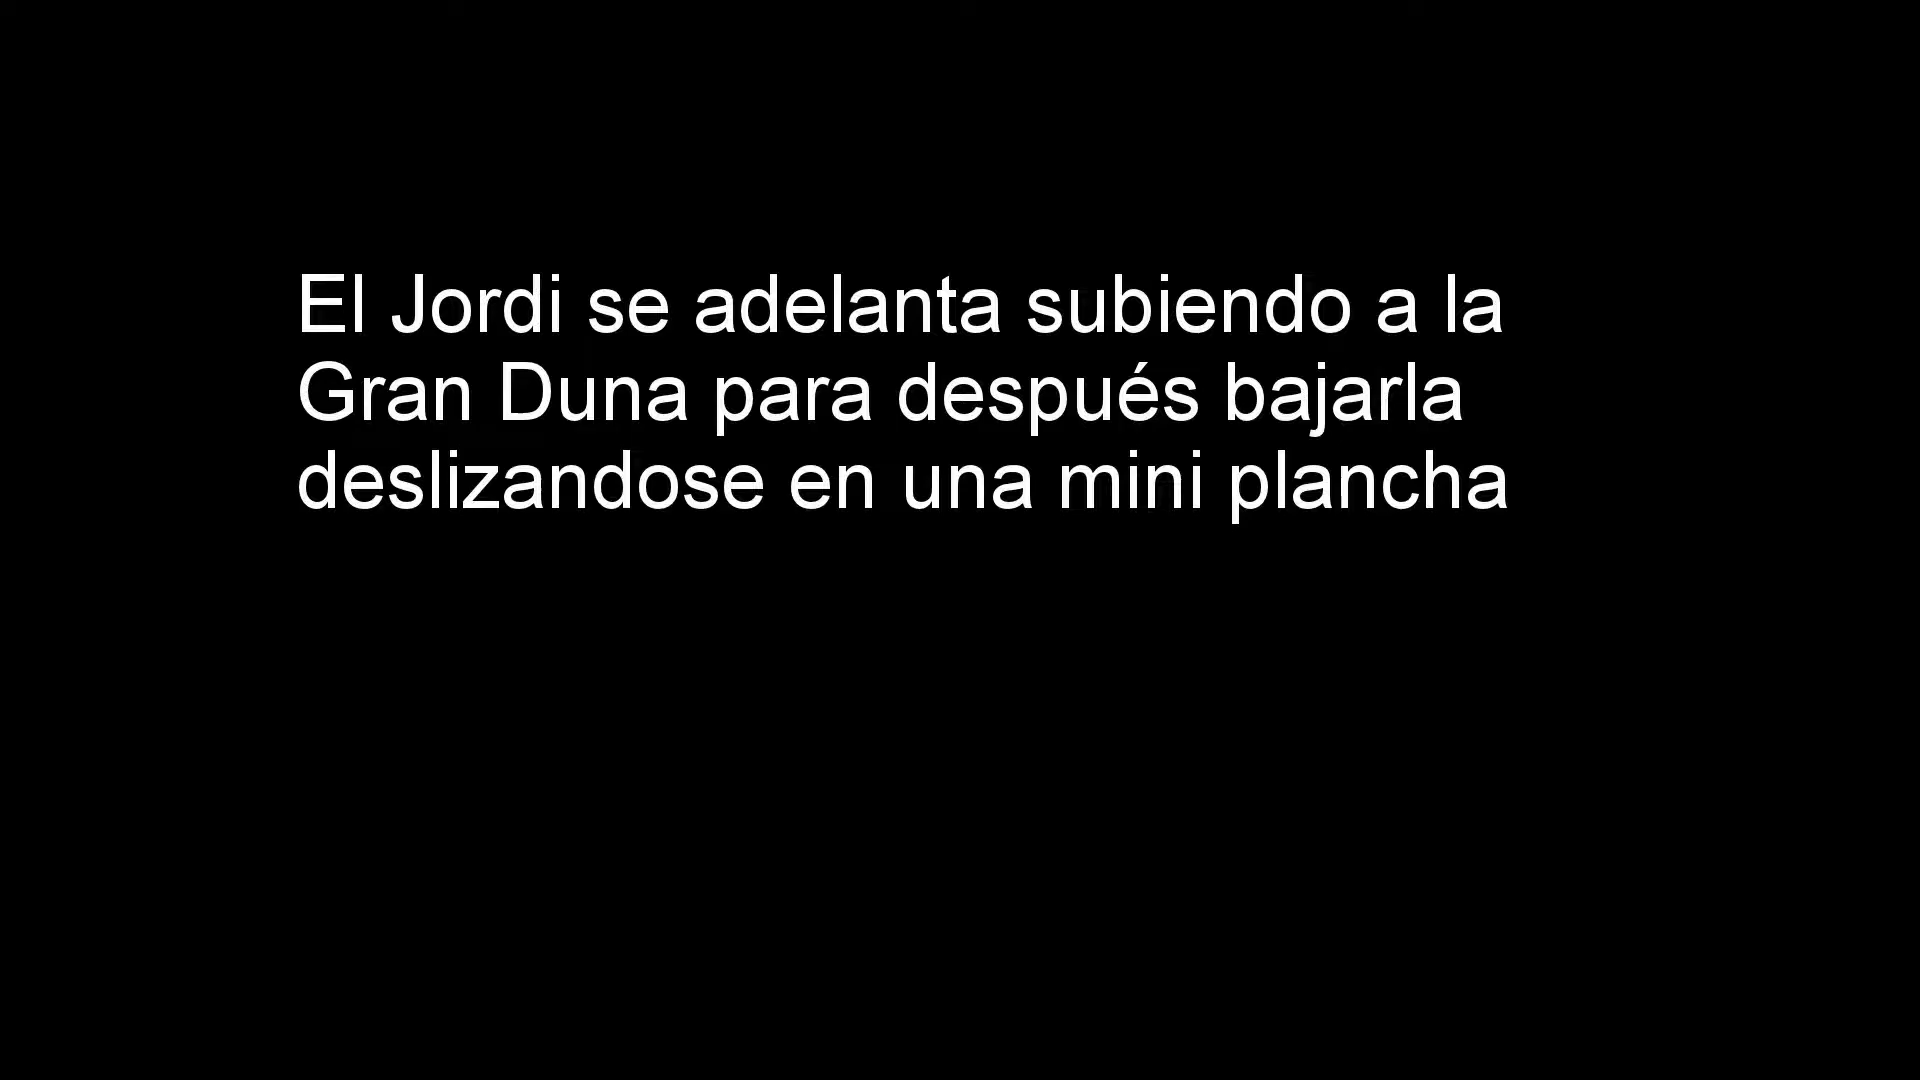 El Jordi se adelanta subiendo a la
Gran Duna para después bajarla
deslizandose en una mini plancha